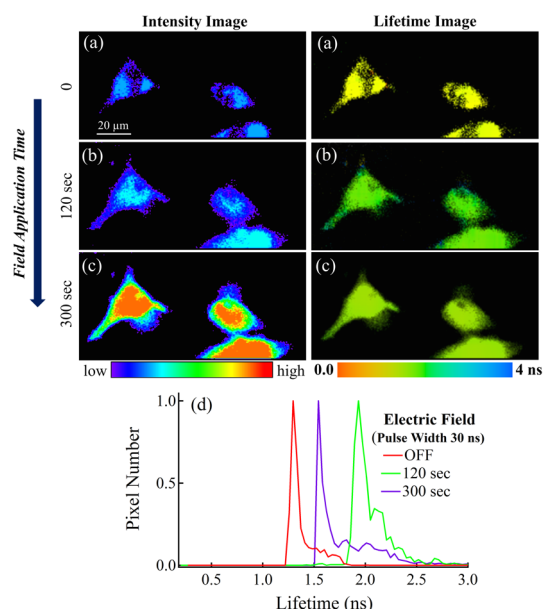 Intensity Image
Lifetime Image
(a)
(a)
0
20 µm
(b)
(b)
Field Application Time
120 sec
(c)
(c)
300 sec
low
high
0.0
4 ns
(d)
Electric Field
(Pulse Width 30 ns)
OFF
120 sec
300 sec
Pixel Number
1.0
0.5
0.0
0.5
1.0
1.5
2.0
2.5
3.0
Lifetime (ns)